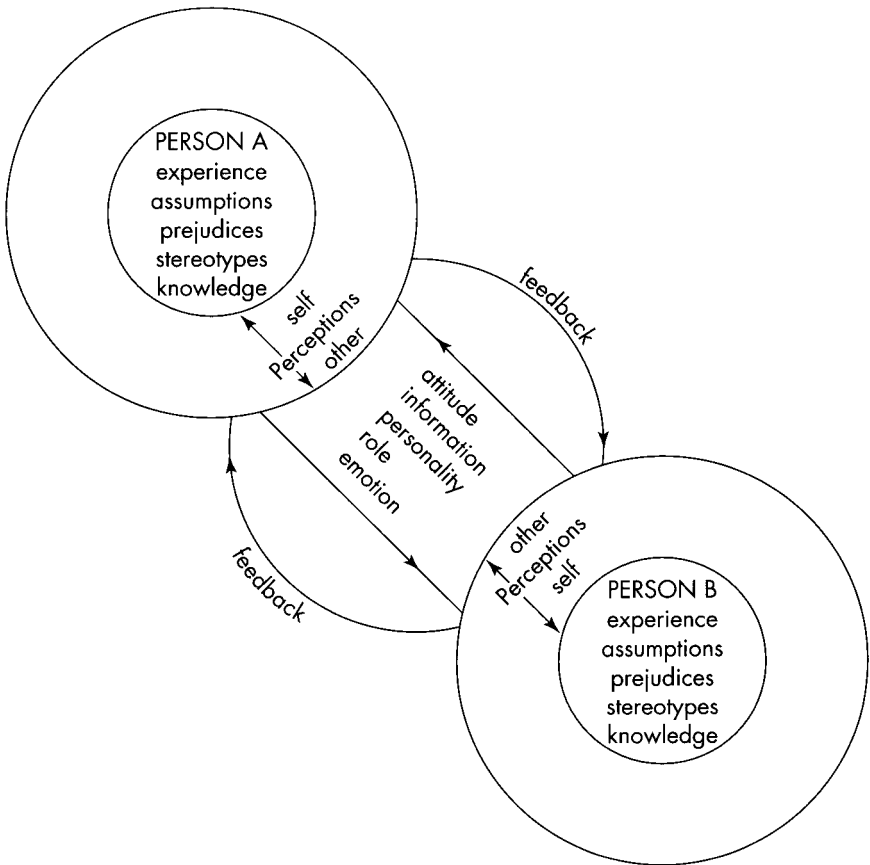 PERSON A
experience
assumptions
prejudices
stereotypes
knowledge
self
Perceptions
other
feedback
attitude
information
personality
role
emotion
feedback
other
Perceptions
self
PERSON B
experience
assumptions
prejudices
stereotypes
knowledge